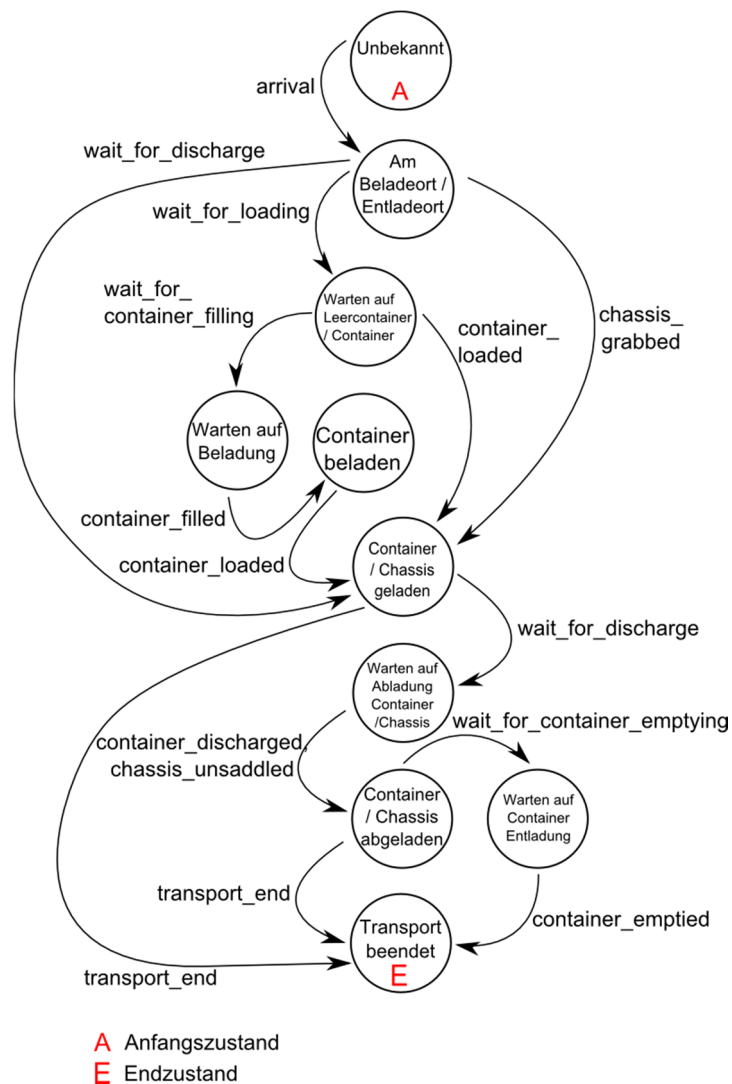 Unbekannt
A
arrival
wait_for_discharge
Am
Beladeort /
Entladeort
wait_for_loading
wait_for_
container_filling
Warten auf
Leercontainer
/ Container
container_
loaded
chassis_
grabbed
Warten auf
Beladung
Container
beladen
container_filled
container_loaded
Container
/ Chassis
geladen
wait_for_discharge
Warten auf
Abladung
Container
/Chassis
wait_for_container_emptying
container_discharged,
chassis_unsaddled
Container
/ Chassis
abgeladen
Warten auf
Container
Entladung
transport_end
container_emptied
Transport
beendet
E
transport_end
A Anfangszustand
E Endzustand